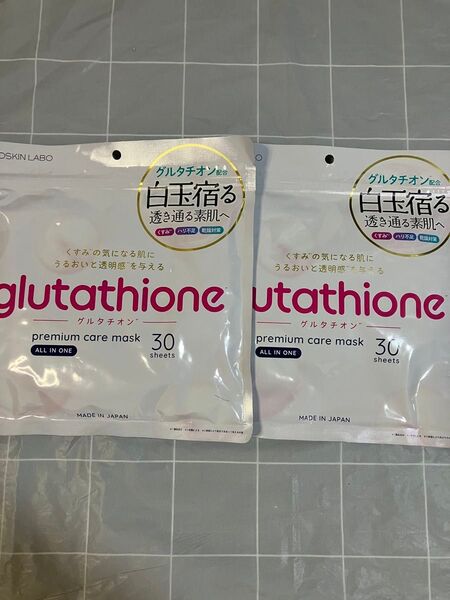 OSKIN LABO
グルタチオン配合
白玉宿る
透き通る素肌へ
くすみ ハリ不足 乾燥対策
くすみ*の気になる肌に
うるおいと透明感*を与える
glutathione
グルタチオン
premium care mask
ALL IN ONE
30
sheets
MADE IN JAPAN
グルタチオン配合
白玉宿る
透き通る素肌へ
くすみ ハリ不足 乾燥対策
くすみ*の気になる肌に
うるおいと透明感*を与える
utathione
グルタチオン
premium care mask
ALL IN ONE
30
sheets
MADE IN JAPAN